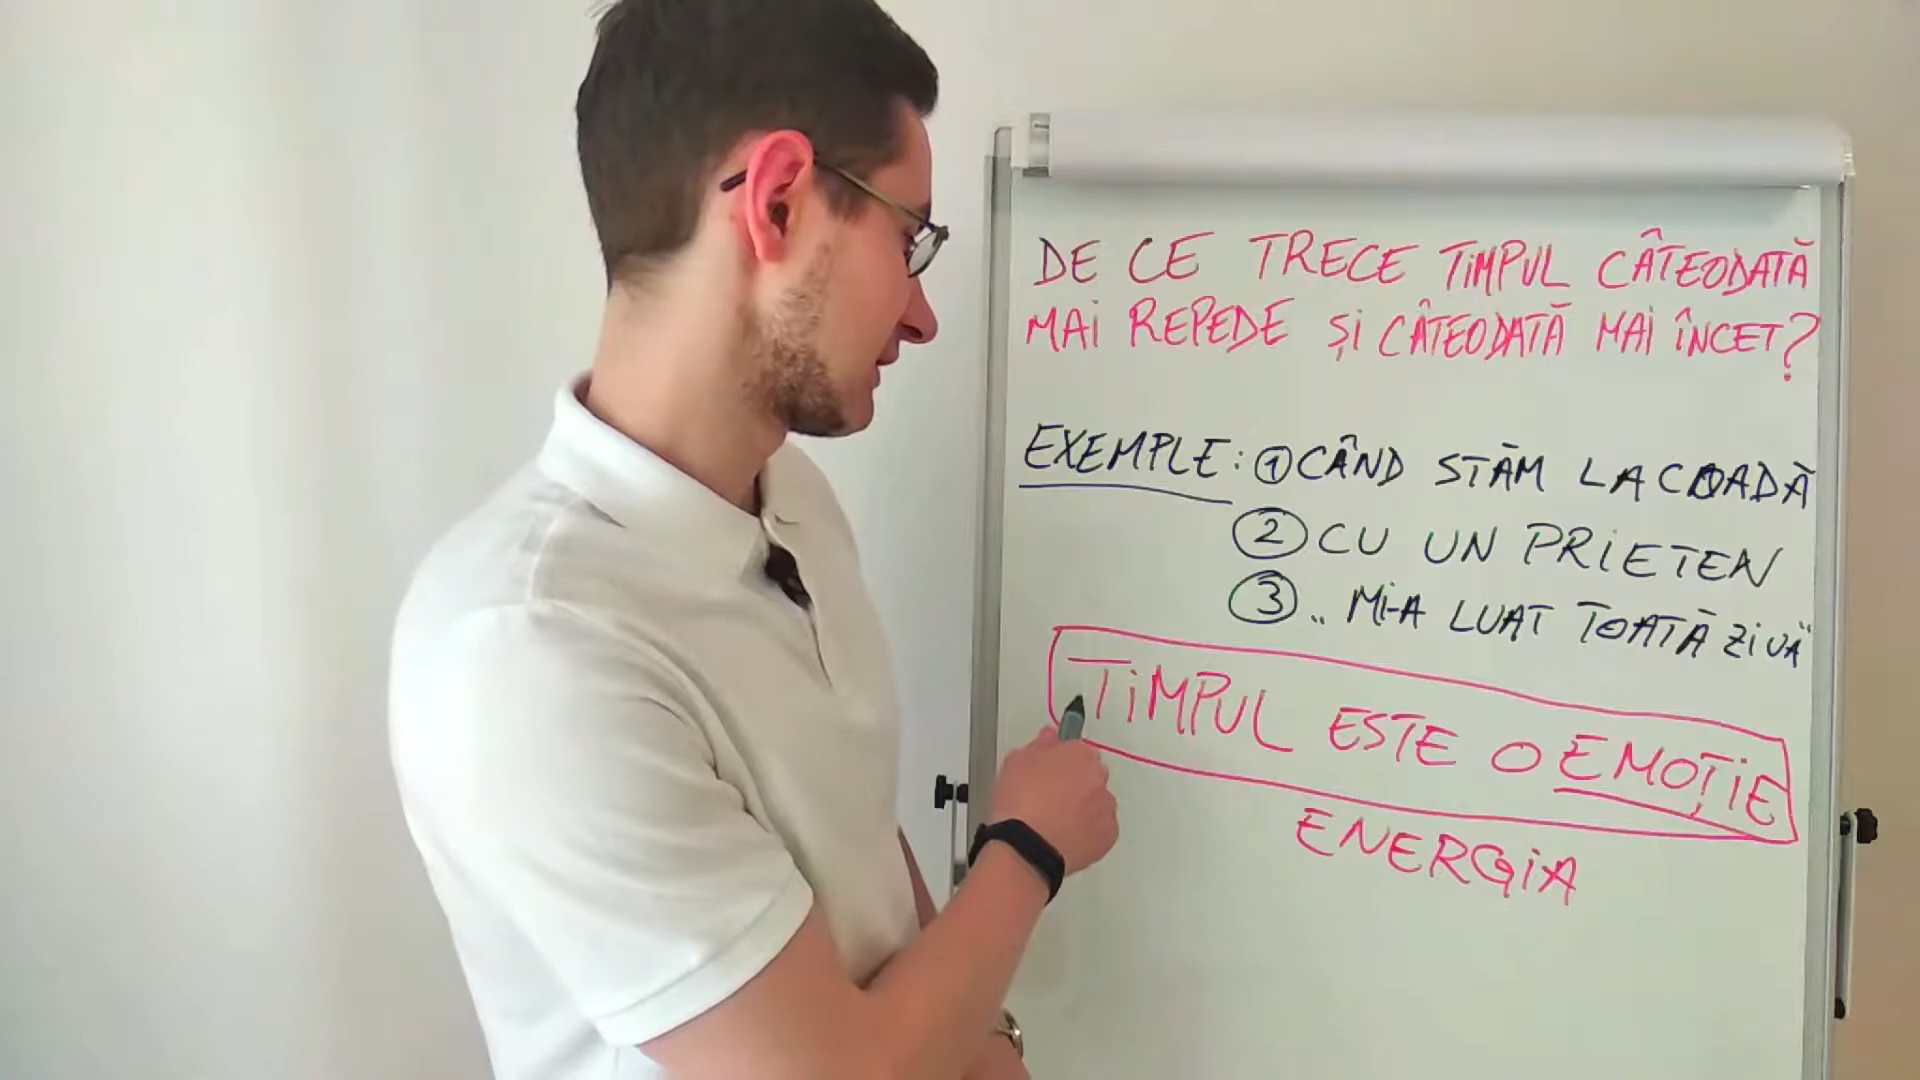 DE CE TRECE TIMPUL CÂTEODATĂ
MAI REPEDE ȘI CÂTEODATĂ MAI ÎNCET?
EXEMPLE: 1 CÂND STĂM LA COADĂ
2 CU UN PRIETEN
3 „MI-A LUAT TOATĂ ZIUA"
TIMPUL ESTE O EMOȚIE
ENERGIA